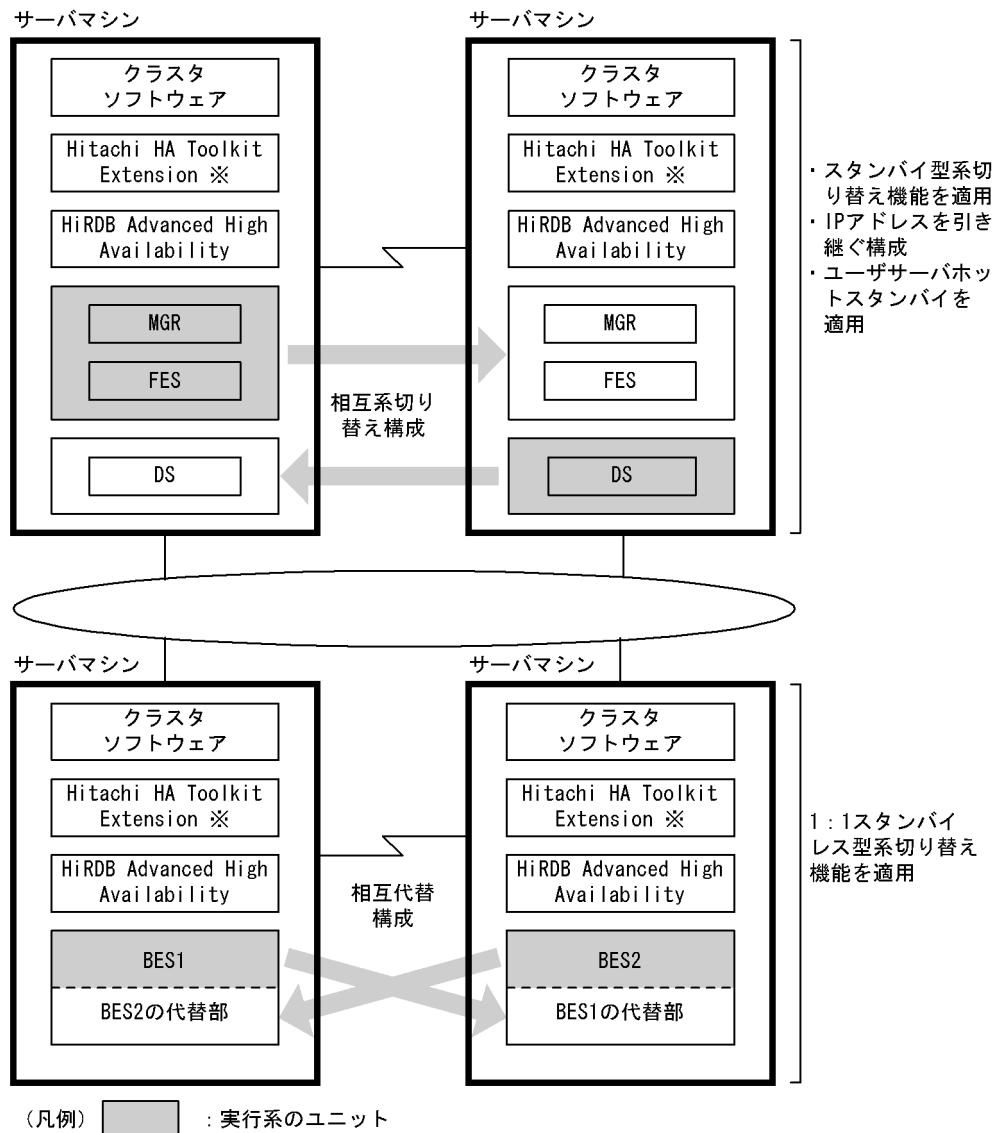 サーバマシン
クラスタ
ソフトウェア
Hitachi HA Toolkit
Extension ※
HiRDB Advanced High
Availability
MGR
FES
DS
サーバマシン
クラスタ
ソフトウェア
Hitachi HA Toolkit
Extension ※
HiRDB Advanced High
Availability
MGR
FES
DS
相互系切り
替え構成
・スタンバイ型系切
り替え機能を適用
・IPアドレスを引き
継ぐ構成
・ユーザサーバホッ
トスタンバイを
適用
サーバマシン
クラスタ
ソフトウェア
Hitachi HA Toolkit
Extension ※
HiRDB Advanced High
Availability
BES1
BES2の代替部
サーバマシン
クラスタ
ソフトウェア
Hitachi HA Toolkit
Extension ※
HiRDB Advanced High
Availability
BES2
BES1の代替部
相互代替
構成
1:1スタンバイ
レス型系切り替え
機能を適用
(凡例) :実行系のユニット